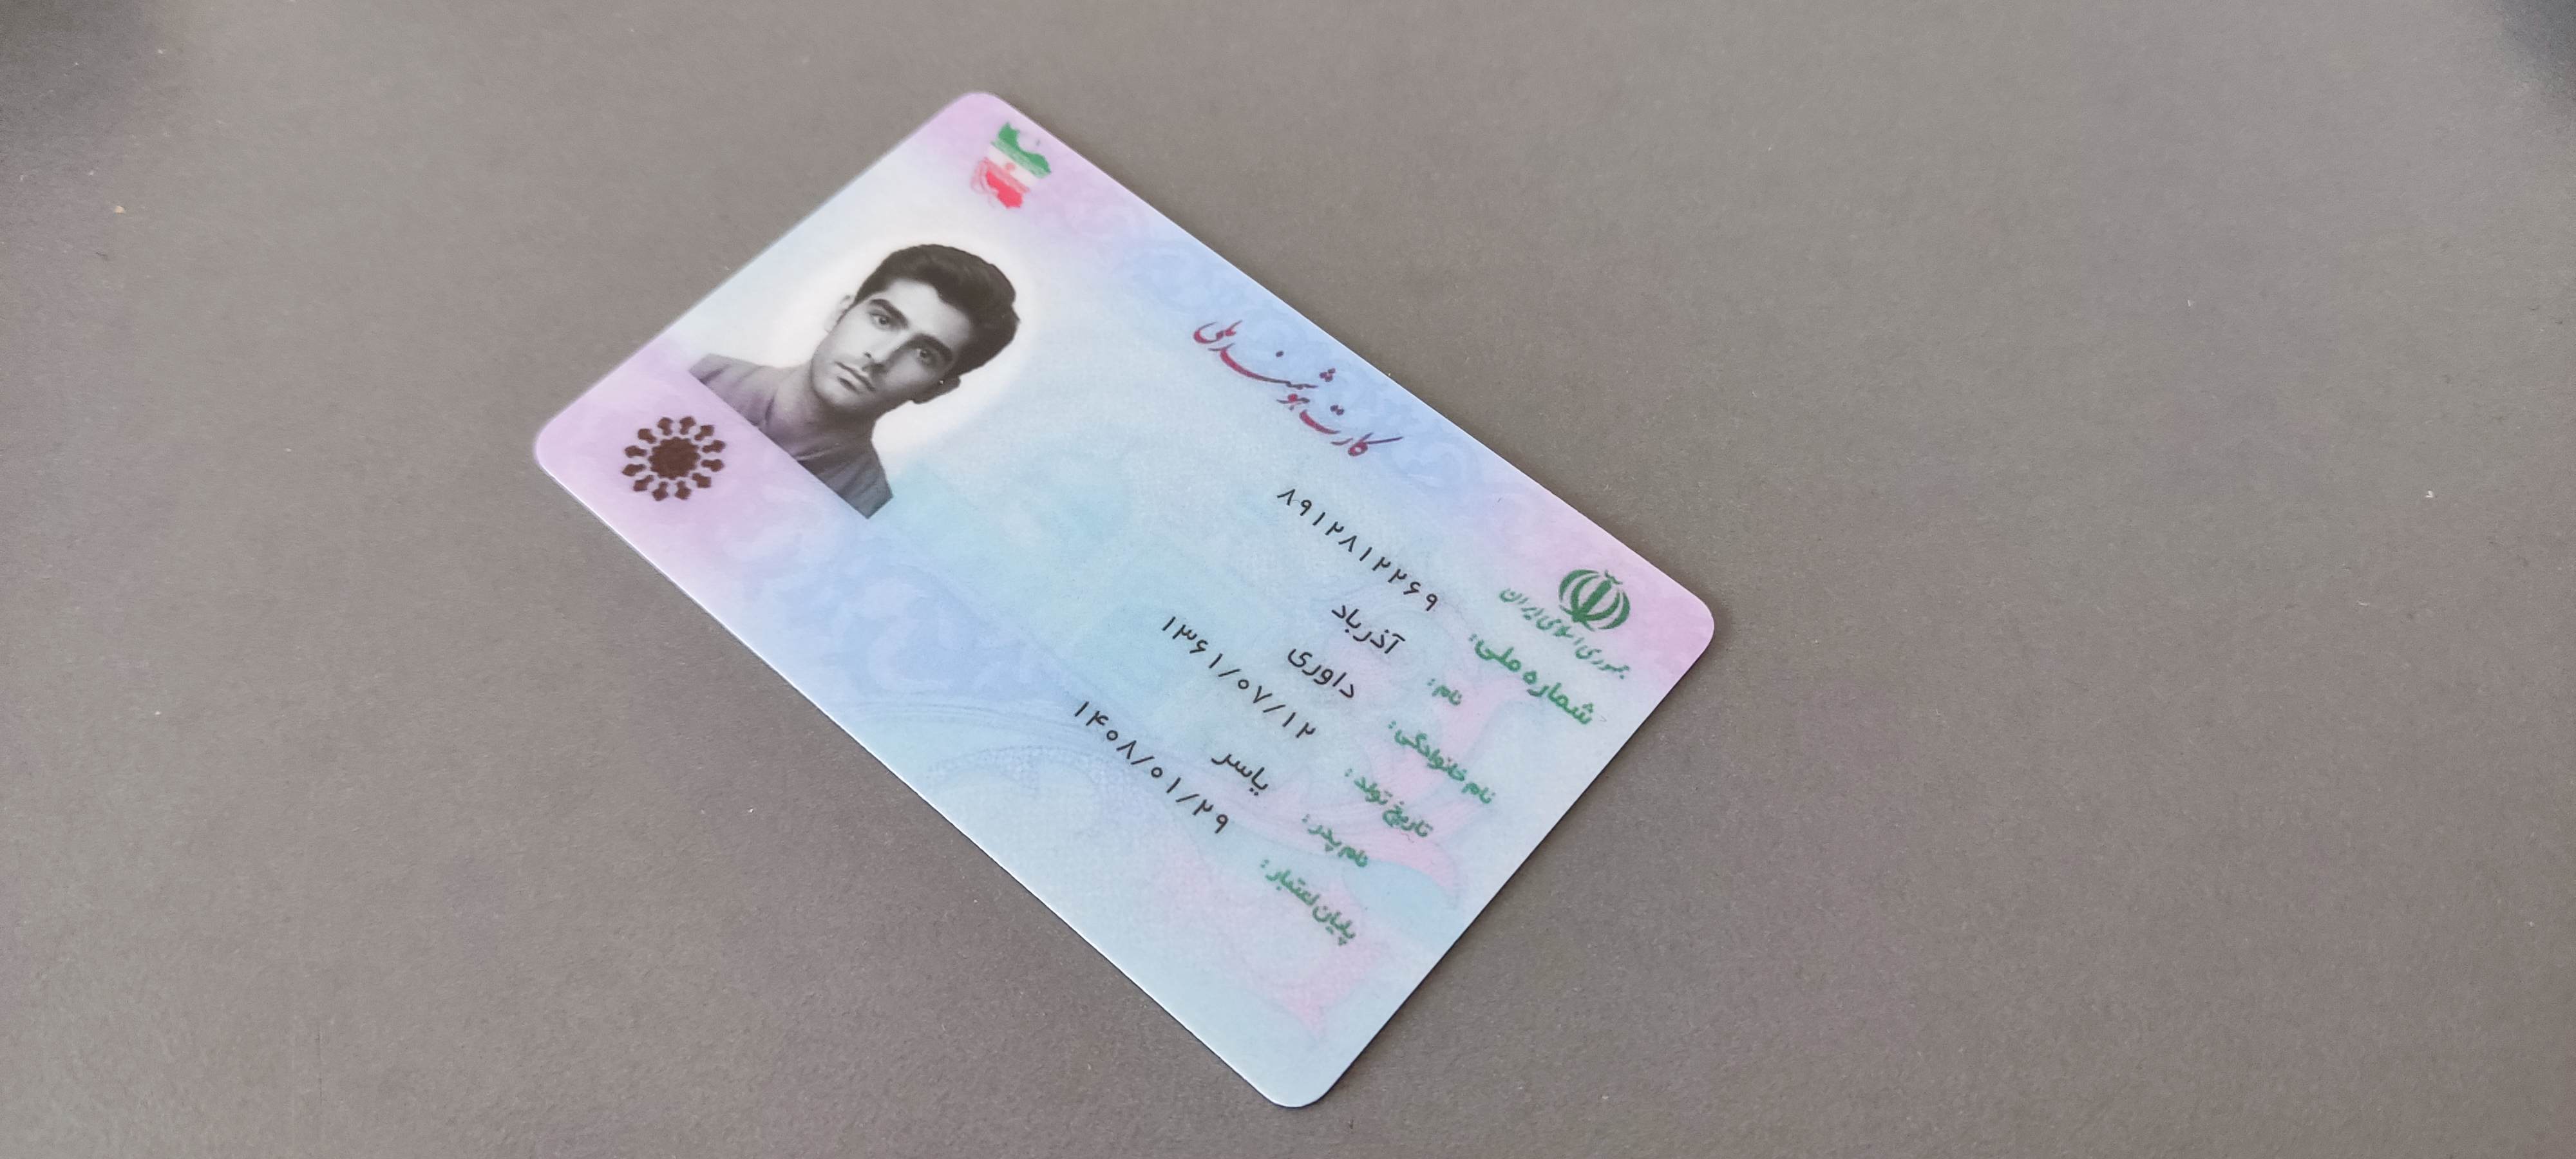 کارت هوشمند ملی
جمهوری اسلامی ایران
شماره ملی: ۸۹۱۲۸۱۲۲۶۹
نام: آذرباد
نام خانوادگی: داوری
تاریخ تولد: ۱۳۶۱/۰۷/۱۲
نام پدر: یاسر
پایان اعتبار: ۱۴۰۸/۰۱/۲۹